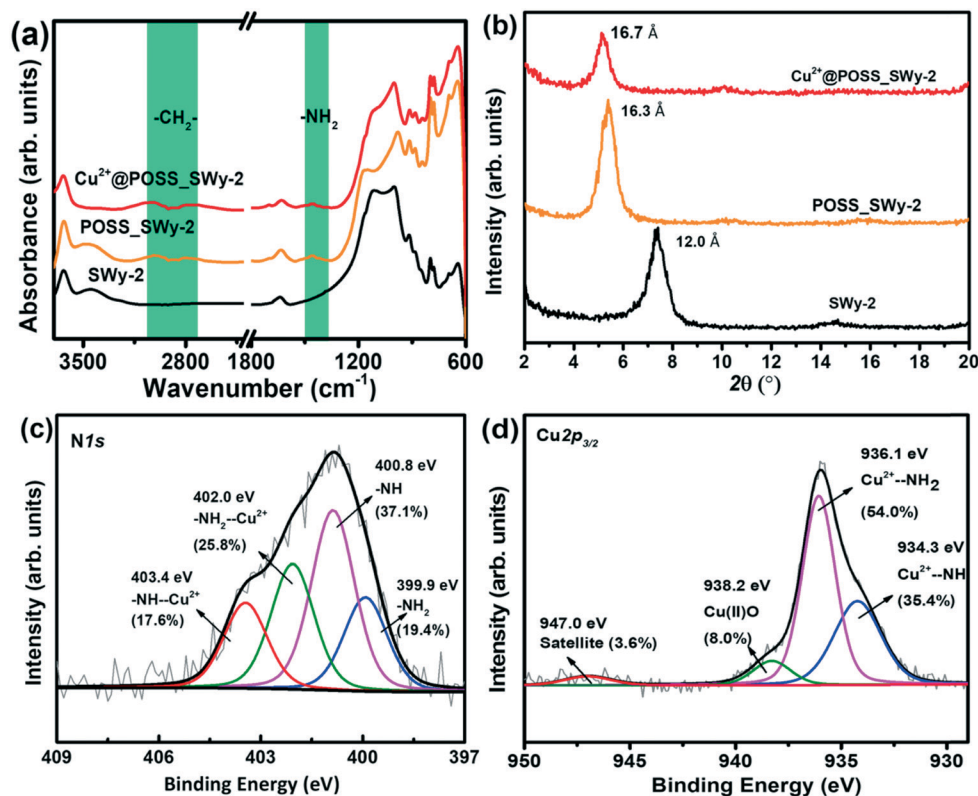 (a)
-CH2-
-NH2
Cu2+@POSS_SWy-2
POSS_SWy-2
SWy-2
Absorbance (arb. units)
3500 2800 1800 1200 600
Wavenumber (cm-1)
(b)
16.7 Å
Cu2+@POSS_SWy-2
16.3 Å
POSS_SWy-2
12.0 Å
SWy-2
Intensity (arb. units)
2 4 6 8 10 12 14 16 18 20
2θ (°)
(c)
N1s
400.8 eV
-NH
(37.1%)
402.0 eV
-NH2--Cu2+
(25.8%)
403.4 eV
-NH--Cu2+
(17.6%)
399.9 eV
-NH2
(19.4%)
Intensity (arb. units)
409 406 403 400 397
Binding Energy (eV)
(d)
Cu2p3/2
936.1 eV
Cu2+--NH2
(54.0%)
934.3 eV
Cu2+--NH
(35.4%)
938.2 eV
Cu(II)O
(8.0%)
947.0 eV
Satellite (3.6%)
Intensity (arb. units)
950 945 940 935 930
Binding Energy (eV)